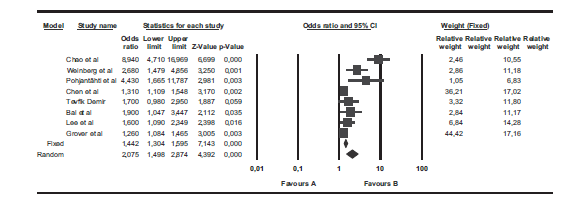 Model Study name Statistics for each study Odds ratio and 95% CI Weight (Fixed)
Odds Lower Upper Relative Relative Relative Relative
ratio limit limit Z-Value p-Value weight weight weight weight
Chao et al 8,940 4,710 16,969 6,699 0,000 2,46 10,55
Weinberg et al 2,680 1,479 4,856 3,250 0,001 2,86 11,18
Pohjantähti et al 4,430 1,665 11,787 2,981 0,003 1,05 6,83
Chen et al 1,310 1,109 1,548 3,170 0,002 36,21 17,02
Tevfik Demir 1,700 0,980 2,950 1,887 0,059 3,32 11,80
Bai et al 1,900 1,047 3,447 2,112 0,035 2,84 11,17
Lee et al 1,600 1,090 2,349 2,398 0,016 6,84 14,28
Grover et al 1,260 1,084 1,465 3,005 0,003 44,42 17,16
Fixed 1,442 1,304 1,595 7,143 0,000
Random 2,075 1,498 2,874 4,392 0,000
0,01 0,1 1 10 100
Favours A Favours B